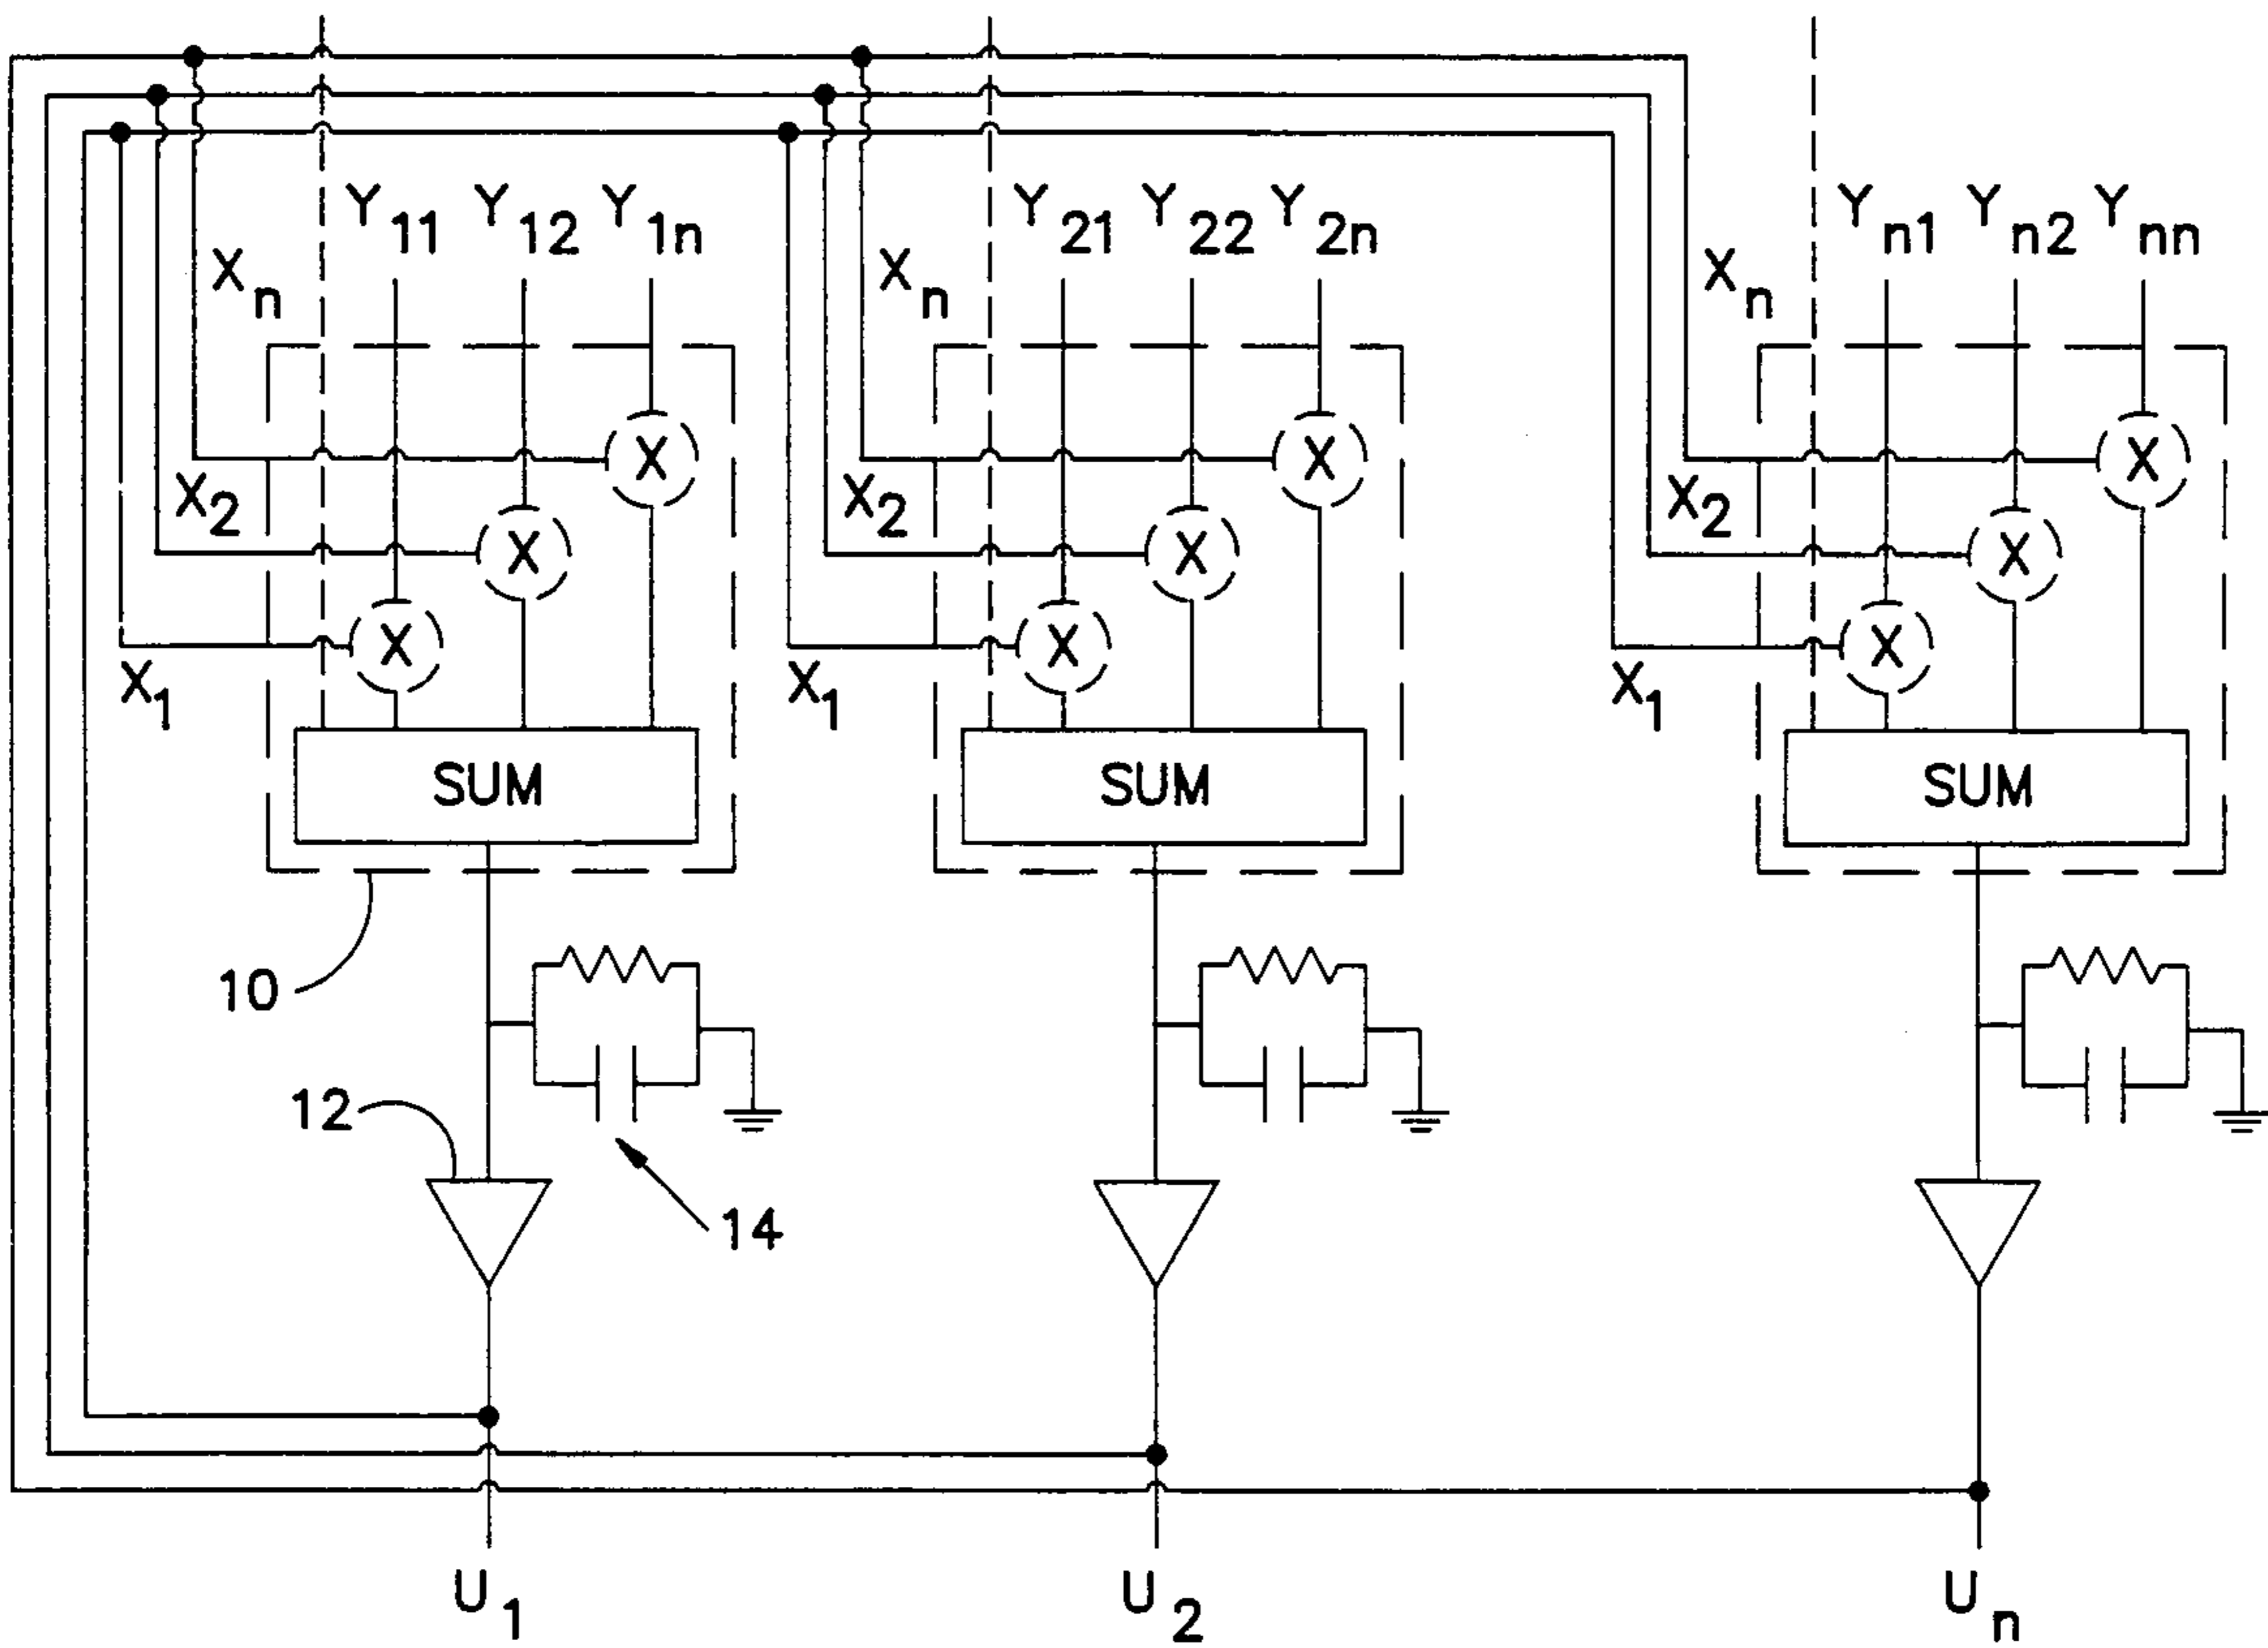 Y11 Y12 Y1n Y21 Y22 Y2n Yn1 Yn2 Ynn
Xn Xn Xn
X X X
X2 X2 X2
X X X
X X X
X1 X1 X1
SUM SUM SUM
10
12
14
U1 U2 Un